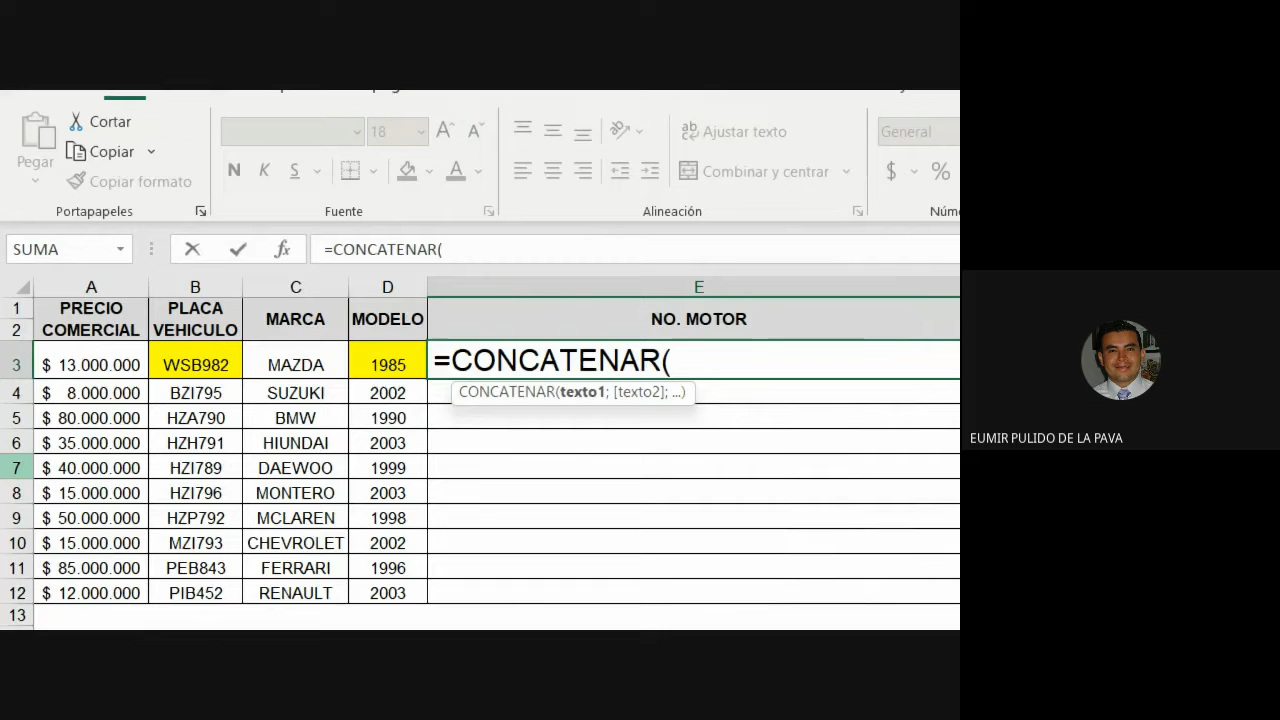 Cortar
Copiar
Pegar
Copiar formato
Portapapeles
18
N K S
Fuente
Ajustar texto
Combinar y centrar
Alineación
General
$ %
Núm
SUMA
fx
=CONCATENAR(
A B C D E
1 PRECIO PLACA MARCA MODELO NO. MOTOR
2 COMERCIAL VEHICULO
3 $ 13.000.000 WSB982 MAZDA 1985 =CONCATENAR(
CONCATENAR(texto1; [texto2]; ...)
4 $ 8.000.000 BZI795 SUZUKI 2002
5 $ 80.000.000 HZA790 BMW 1990
6 $ 35.000.000 HZH791 HIUNDAI 2003
7 $ 40.000.000 HZI789 DAEWOO 1999
8 $ 15.000.000 HZI796 MONTERO 2003
9 $ 50.000.000 HZP792 MCLAREN 1998
10 $ 15.000.000 MZI793 CHEVROLET 2002
11 $ 85.000.000 PEB843 FERRARI 1996
12 $ 12.000.000 PIB452 RENAULT 2003
13
EUMIR PULIDO DE LA PAVA